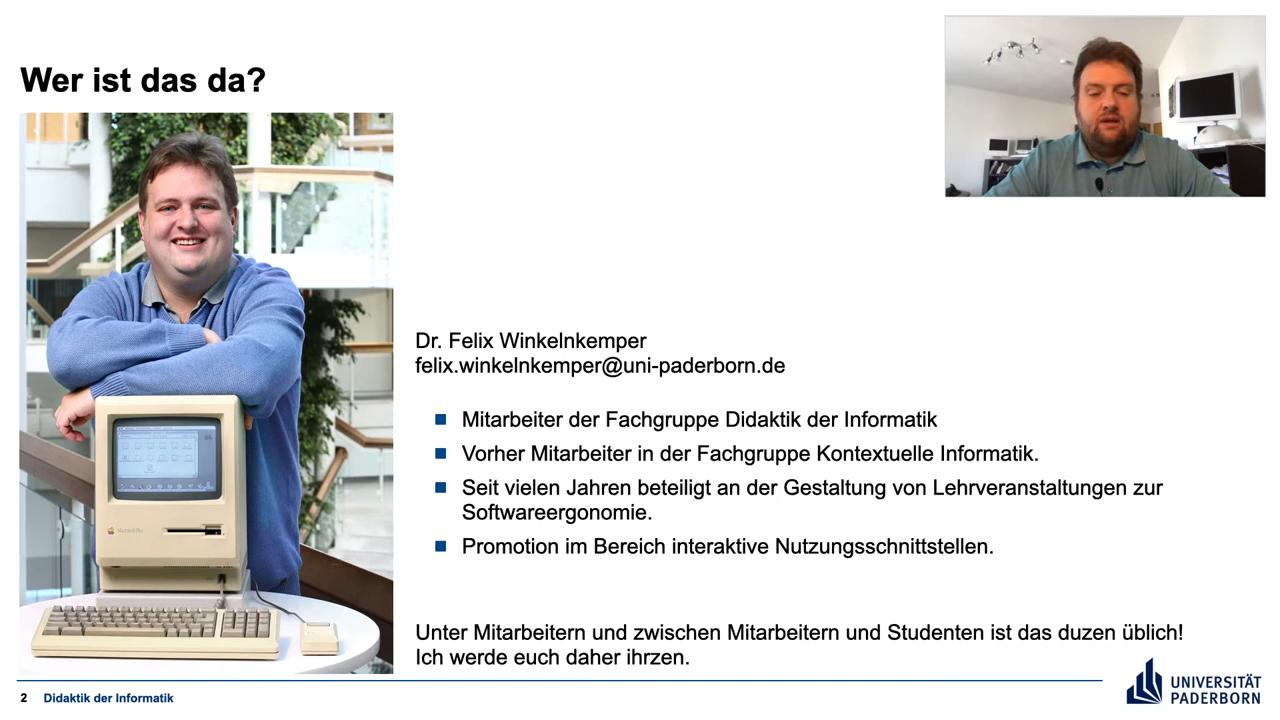 Wer ist das da?
Dr. Felix Winkelnkemper
felix.winkelnkemper@uni-paderborn.de
Mitarbeiter der Fachgruppe Didaktik der Informatik
Vorher Mitarbeiter in der Fachgruppe Kontextuelle Informatik.
Seit vielen Jahren beteiligt an der Gestaltung von Lehrveranstaltungen zur
Softwareergonomie.
Promotion im Bereich interaktive Nutzungsschnittstellen.
Unter Mitarbeitern und zwischen Mitarbeitern und Studenten ist das duzen üblich!
Ich werde euch daher ihrzen.
2 Didaktik der Informatik
UNIVERSITÄT
PADERBORN